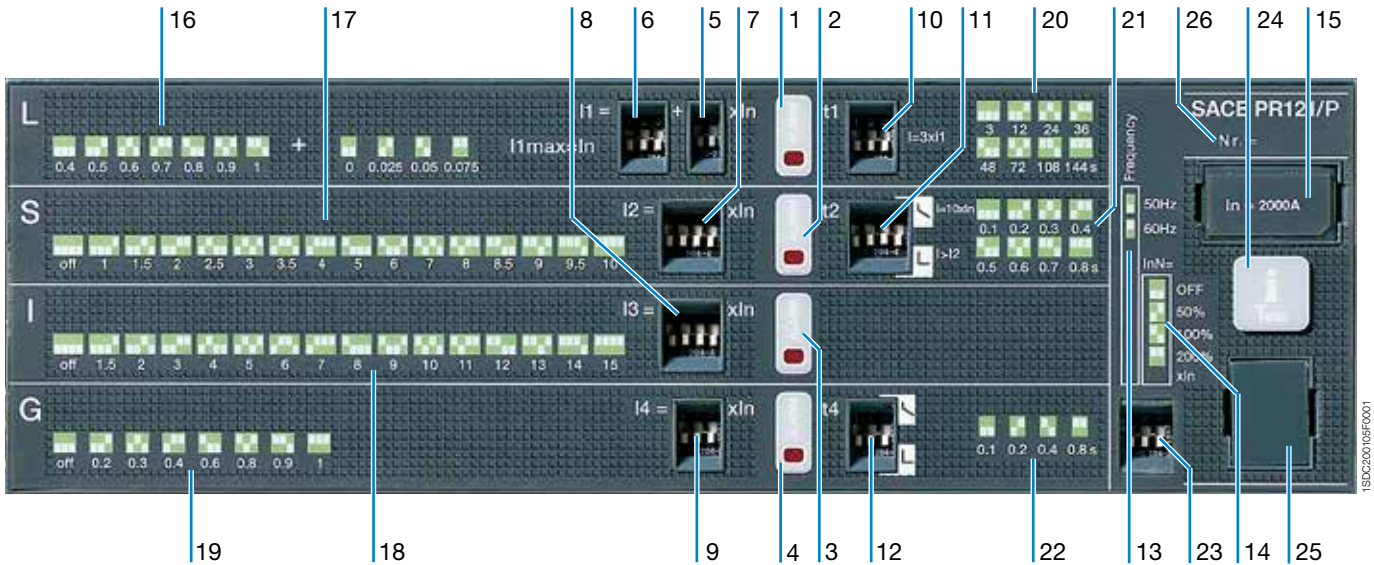 16 17 8 6 5 7 1 2 10 11 20 21 26 24 15
L
I1 = + xIn t1
0.4 0.5 0.6 0.7 0.8 0.9 1 + 0 0.025 0.05 0.075
I1max=In
I=3xI1
3 12 24 36
48 72 108 144 s
S
I2 = xIn t2
off 1 1.5 2 2.5 3 3.5 4 5 6 7 8 8.5 9 9.5 10
I=10xIn
0.1 0.2 0.3 0.4
I>I2
0.5 0.6 0.7 0.8 s
I
I3 = xIn
off 1.5 2 3 4 5 6 7 8 9 10 11 12 13 14 15
G
I4 = xIn t4
off 0.2 0.3 0.4 0.6 0.8 0.9 1
0.1 0.2 0.4 0.8 s
Frequency
50Hz
60Hz
InN=
OFF
50%
100%
200%
xIn
SACE PR121/P
Nr. =
In = 2000A
1SDC200105F0001
19 18 9 4 3 12 22 13 23 14 25